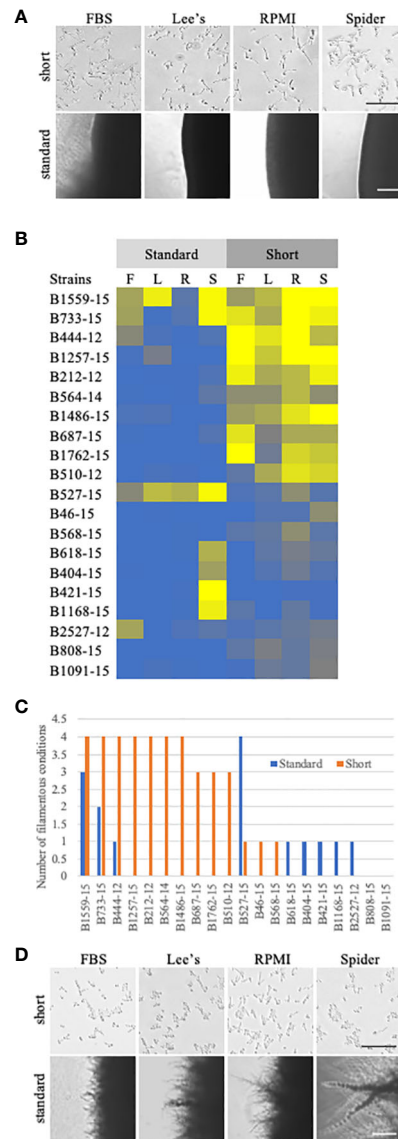 A
FBS Lee's RPMI Spider
short
standard
B
Standard Short
Strains F L R S F L R S
B1559-15
B733-15
B444-12
B1257-15
B212-12
B564-14
B1486-15
B687-15
B1762-15
B510-12
B527-15
B46-15
B568-15
B618-15
B404-15
B421-15
B1168-15
B2527-12
B808-15
B1091-15
C
Number of filamentous conditions
4.5
4
3.5
3
2.5
2
1.5
1
0.5
0
Standard Short
B1559-15
B733-15
B444-12
B1257-15
B212-12
B564-14
B1486-15
B687-15
B1762-15
B510-12
B527-15
B46-15
B568-15
B618-15
B404-15
B421-15
B1168-15
B2527-12
B808-15
B1091-15
D
FBS Lee's RPMI Spider
short
standard